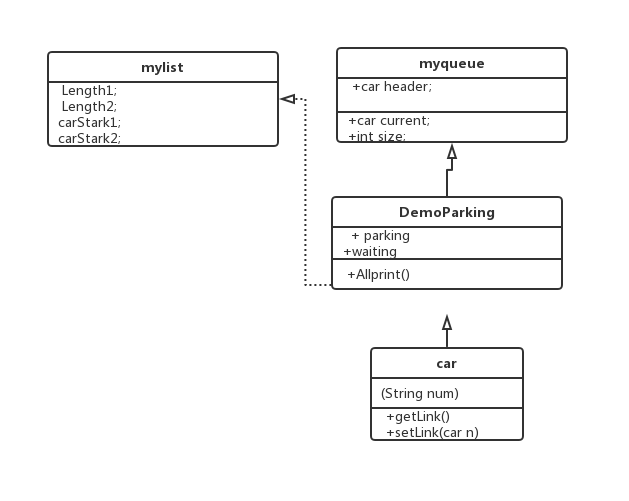 mylist
Length1;
Length2;
carStark1;
carStark2;
myqueue
+car header;
+car current;
+int size;
DemoParking
+ parking
+waiting
+Allprint()
car
(String num)
+getLink()
+setLink(car n)